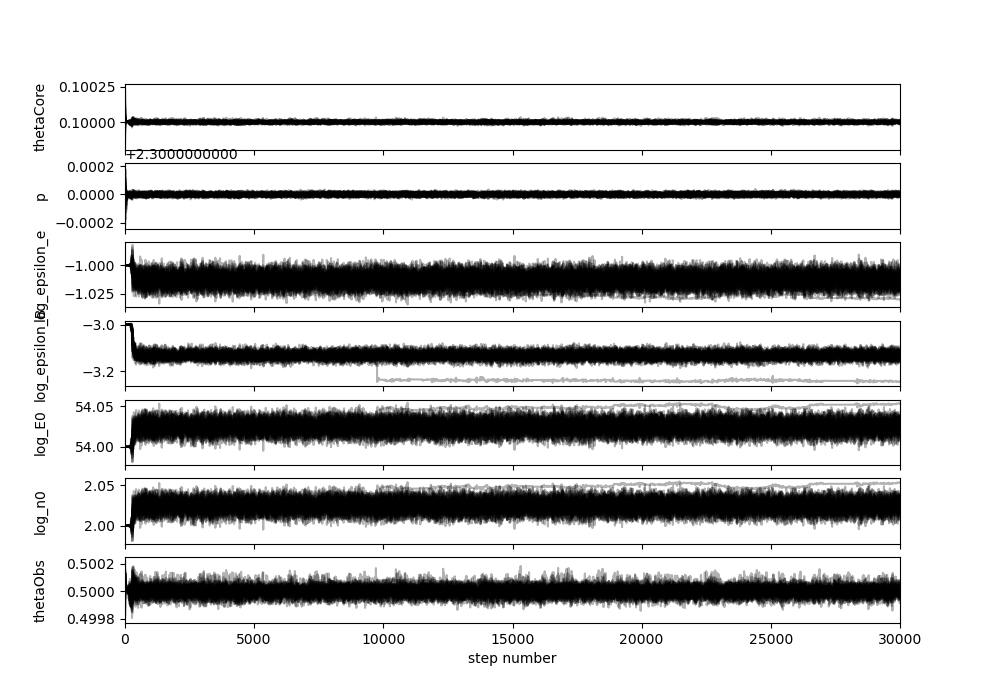 thetaCore
0.10025
0.10000
+2.3000000000
p
0.0002
0.0000
−0.0002
log_epsilon_e
−1.000
−1.025
log_epsilon_B
−3.0
−3.2
log_E0
54.05
54.00
log_n0
2.05
2.00
thetaObs
0.5002
0.5000
0.4998
0 5000 10000 15000 20000 25000 30000
step number